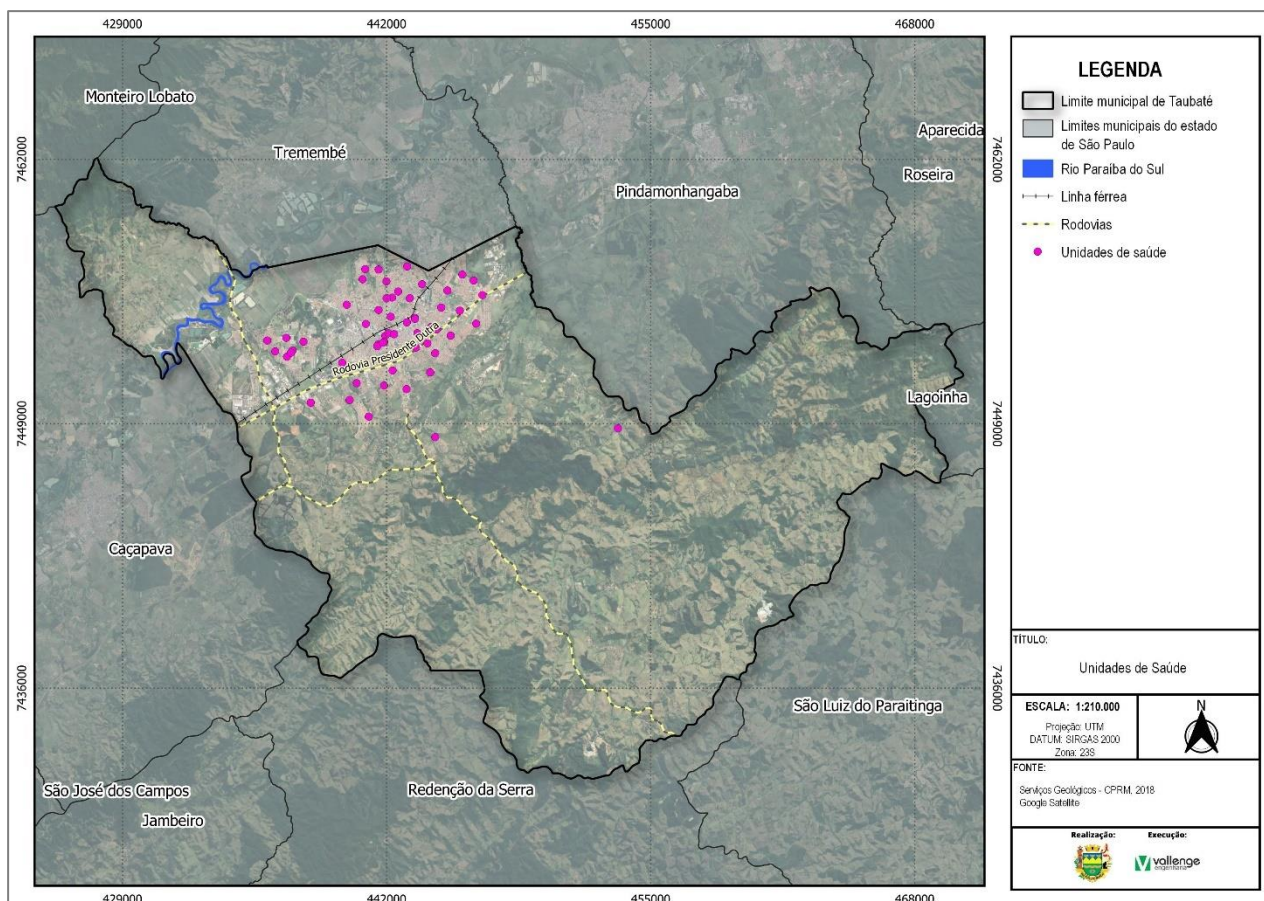 429000
442000
455000
468000
7462000
7449000
7436000
Monteiro Lobato
Tremembé
Pindamonhangaba
Aparecida
Roseira
Rodovia Presidente Dutra
Lagoinha
Caçapava
São Luiz do Paraitinga
São José dos Campos
Jambeiro
Redenção da Serra
7462000
7449000
7436000
429000
442000
455000
468000
LEGENDA
Limite municipal de Taubaté
Limites municipais do estado
de São Paulo
Rio Paraíba do Sul
Linha férrea
Rodovias
Unidades de saúde
TÍTULO:
Unidades de Saúde
ESCALA: 1:210.000
Projeção: UTM
DATUM: SIRGAS 2000
Zona: 23S
N
FONTE:
Serviços Geológicos - CPRM, 2018
Google Satellite
Realização:
Execução:
vallenge
engenharia